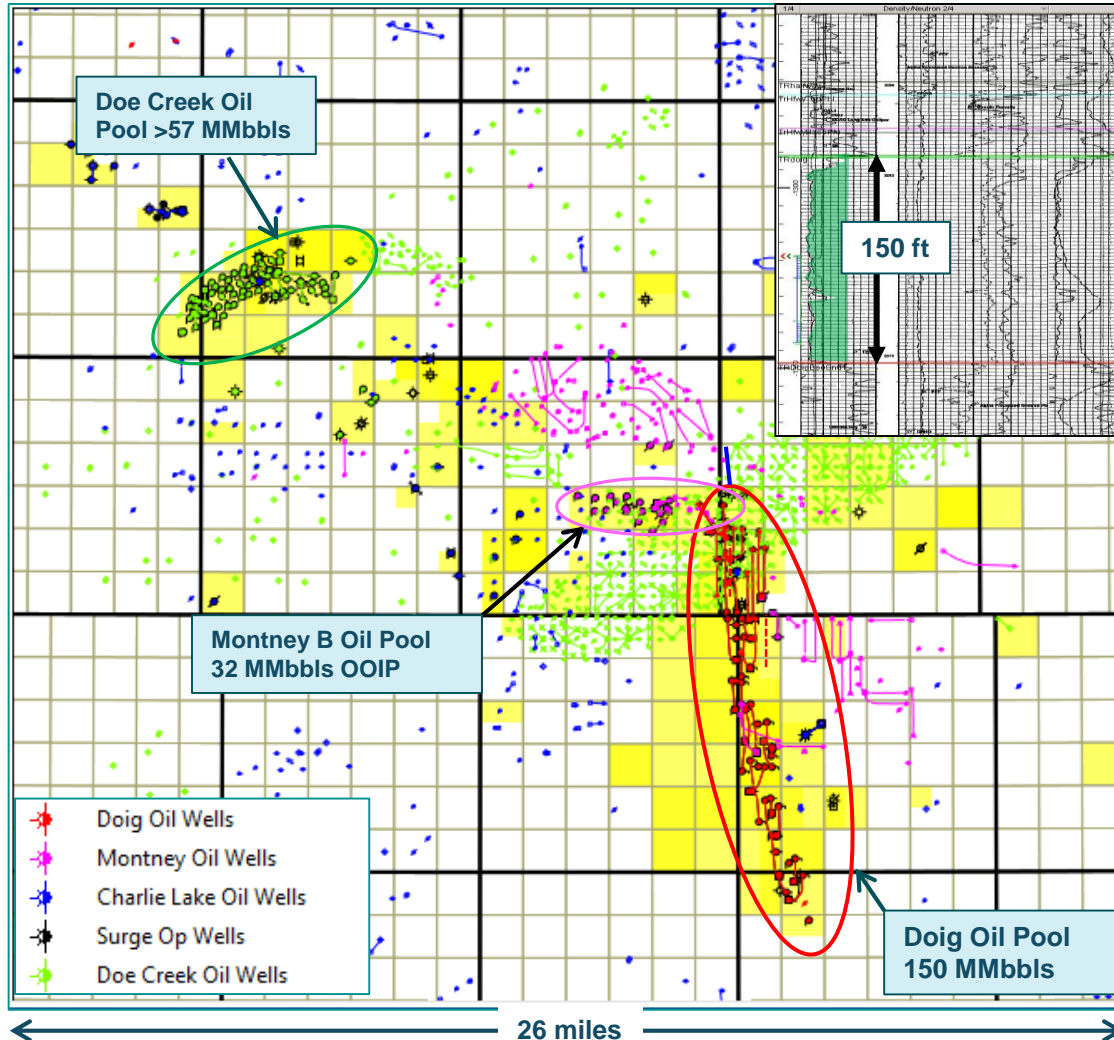 1/4
Density/Neutron 2/4
Doe Creek Oil
Pool >57 MMbbls
150 ft
Montney B Oil Pool
32 MMbbls OOIP
Doig Oil Wells
Montney Oil Wells
Charlie Lake Oil Wells
Surge Op Wells
Doe Creek Oil Wells
Doig Oil Pool
150 MMbbls
26 miles